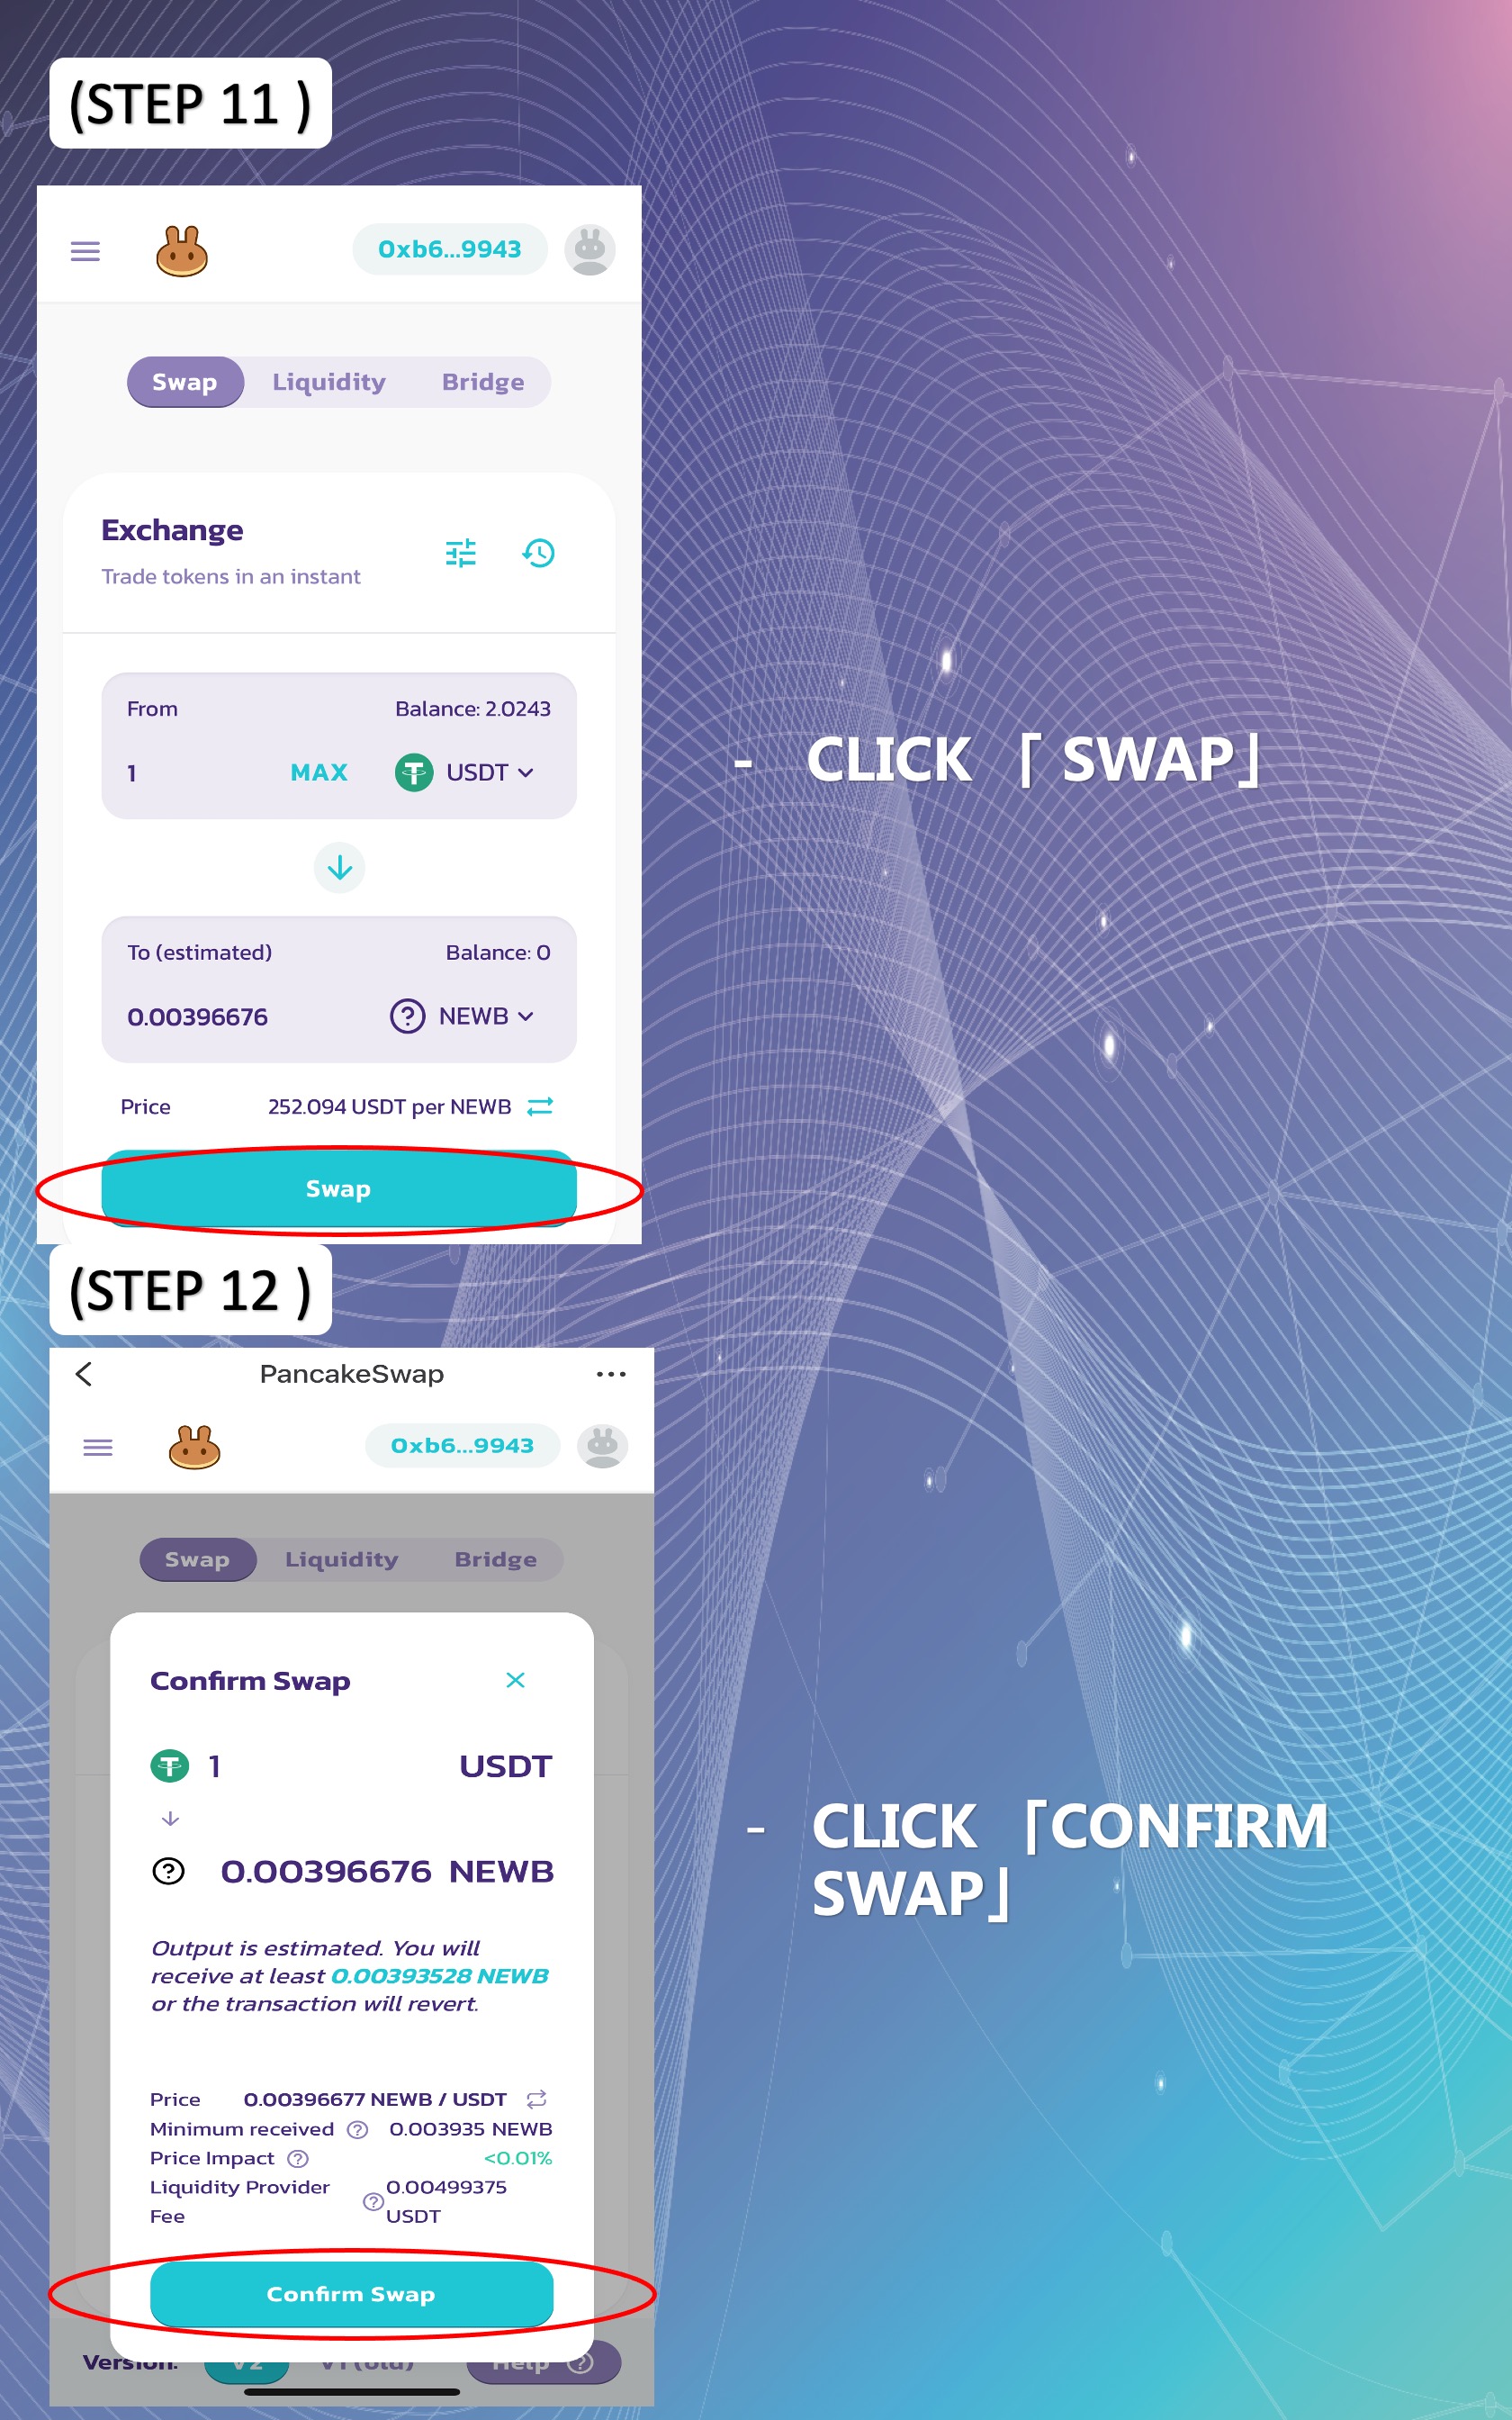 (STEP 11 )
0xb6...9943
Swap Liquidity Bridge
Exchange
Trade tokens in an instant
From Balance: 2.0243
1 MAX USDT
To (estimated) Balance: 0
0.00396676 NEWB
Price 252.094 USDT per NEWB
Swap
- CLICK 「 SWAP」
(STEP 12 )
PancakeSwap
0xb6...9943
Swap Liquidity Bridge
Confirm Swap
1 USDT
0.00396676 NEWB
Output is estimated. You will
receive at least 0.00393528 NEWB
or the transaction will revert.
Price 0.00396677 NEWB / USDT
Minimum received 0.003935 NEWB
Price Impact <0.01%
Liquidity Provider
Fee
0.00499375
USDT
Confirm Swap
Version: V2 V1 (old) Help
- CLICK 「CONFIRM
SWAP」